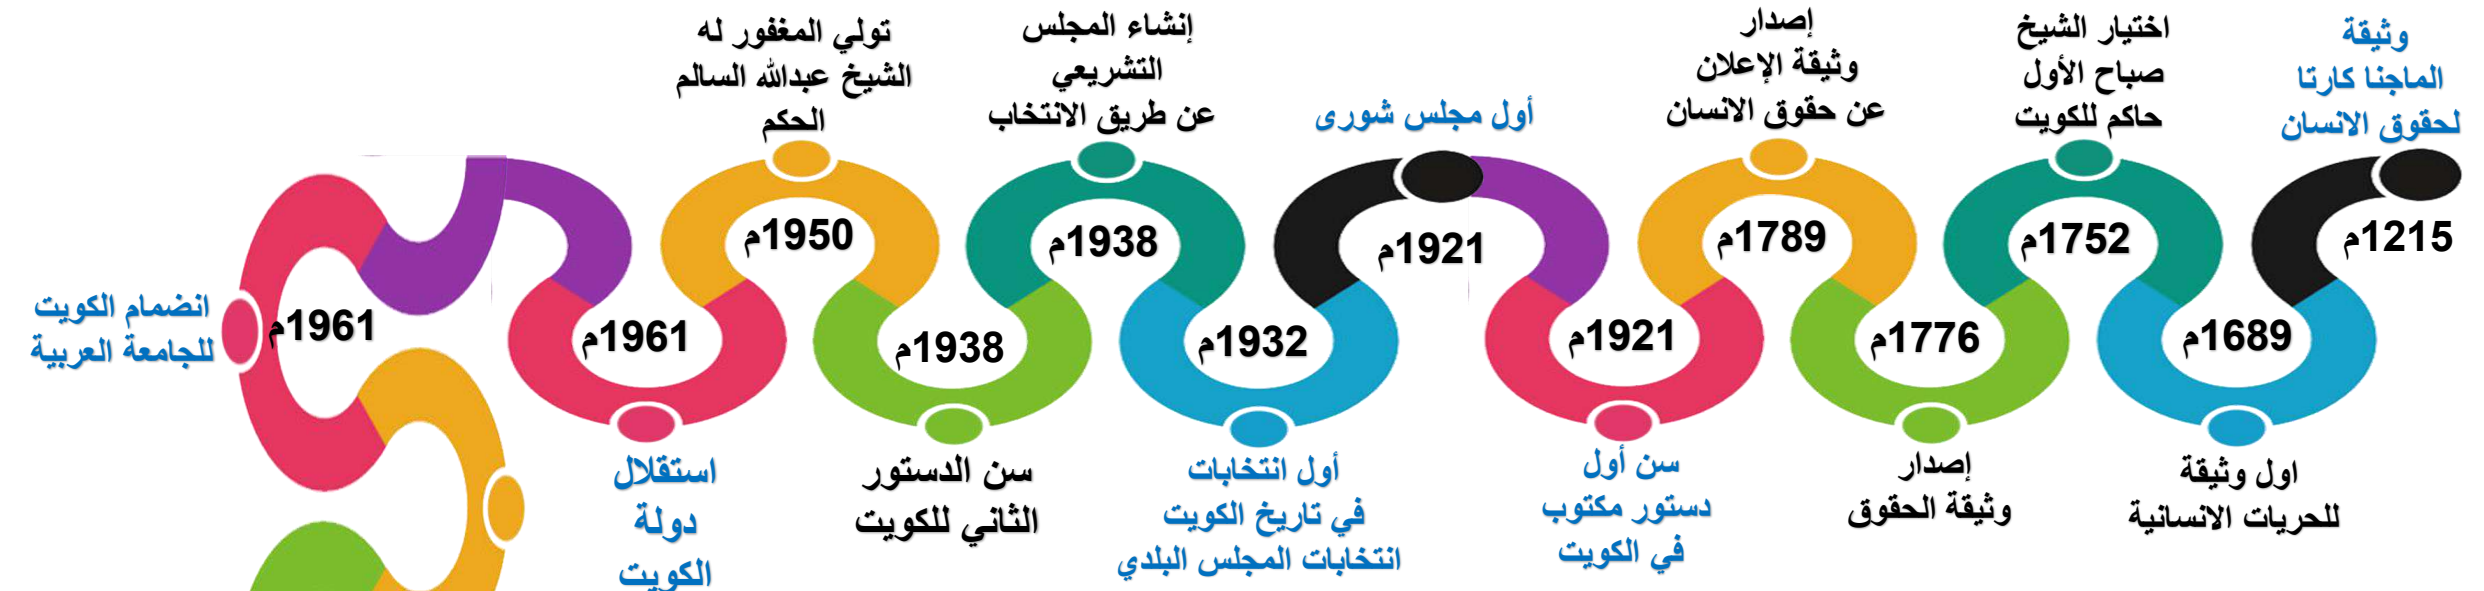 وثيقة
الماجنا كارتا
لحقوق الانسان
1215م
اول وثيقة
للحريات الانسانية
1689م
اختيار الشيخ
صباح الأول
حاكم للكويت
1752م
إصدار
وثيقة الحقوق
1776م
إصدار
وثيقة الإعلان
عن حقوق الانسان
1789م
سن أول
دستور مكتوب
في الكويت
1921م
أول مجلس شورى
1921م
أول انتخابات
في تاريخ الكويت
انتخابات المجلس البلدي
1932م
إنشاء المجلس
التشريعي
عن طريق الانتخاب
1938م
سن الدستور
الثاني للكويت
1938م
تولي المغفور له
الشيخ عبدالله السالم
الحكم
1950م
استقلال
دولة
الكويت
1961م
انضمام الكويت
للجامعة العربية
1961م